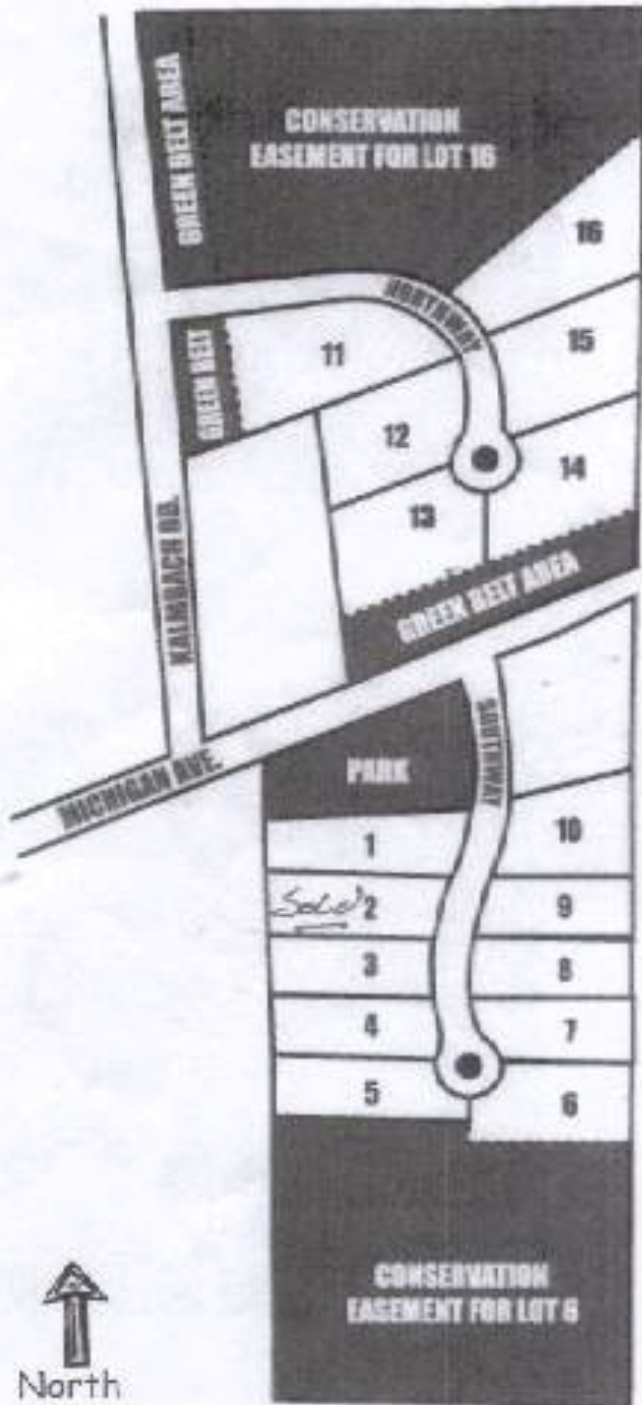 GREEN BELT AREA
CONSERVATION
EASEMENT FOR LOT 16
16
NORTHWAY
15
GREEN BELT
11
12
14
13
KALMBACH RD.
GREEN BELT AREA
SOUTHWAY
MICHIGAN AVE.
PARK
10
1
Sold 2
9
3
8
4
7
5
6
CONSERVATION
EASEMENT FOR LOT 6
North